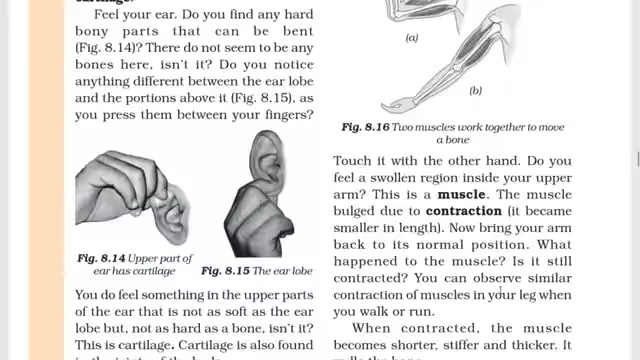 cartilage.
Feel your ear. Do you find any hard
bony parts that can be bent
(Fig. 8.14)? There do not seem to be any
bones here, isn't it? Do you notice
anything different between the ear lobe
and the portions above it (Fig. 8.15), as
you press them between your fingers?
Fig. 8.14 Upper part of
ear has cartilage
Fig. 8.15 The ear lobe
You do feel something in the upper parts
of the ear that is not as soft as the ear
lobe but, not as hard as a bone, isn't it?
This is cartilage. Cartilage is also found
(a)
(b)
Fig. 8.16 Two muscles work together to move
a bone
Touch it with the other hand. Do you
feel a swollen region inside your upper
arm? This is a muscle. The muscle
bulged due to contraction (it became
smaller in length). Now bring your arm
back to its normal position. What
happened to the muscle? Is it still
contracted? You can observe similar
contraction of muscles in your leg when
you walk or run.
When contracted, the muscle
becomes shorter, stiffer and thicker. It